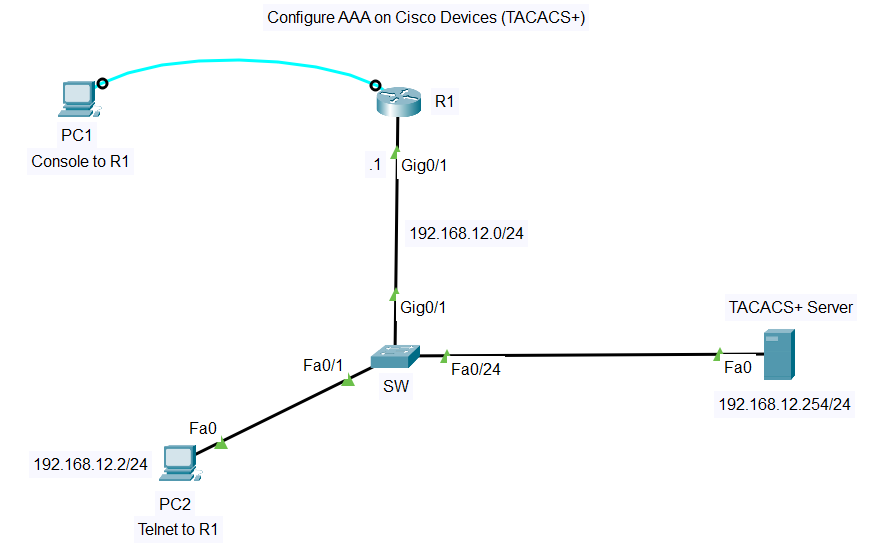 Configure AAA on Cisco Devices (TACACS+)
R1
PC1
Console to R1
.1
Gig0/1
192.168.12.0/24
Gig0/1
TACACS+ Server
Fa0/1
Fa0/24
Fa0
SW
192.168.12.254/24
Fa0
192.168.12.2/24
PC2
Telnet to R1